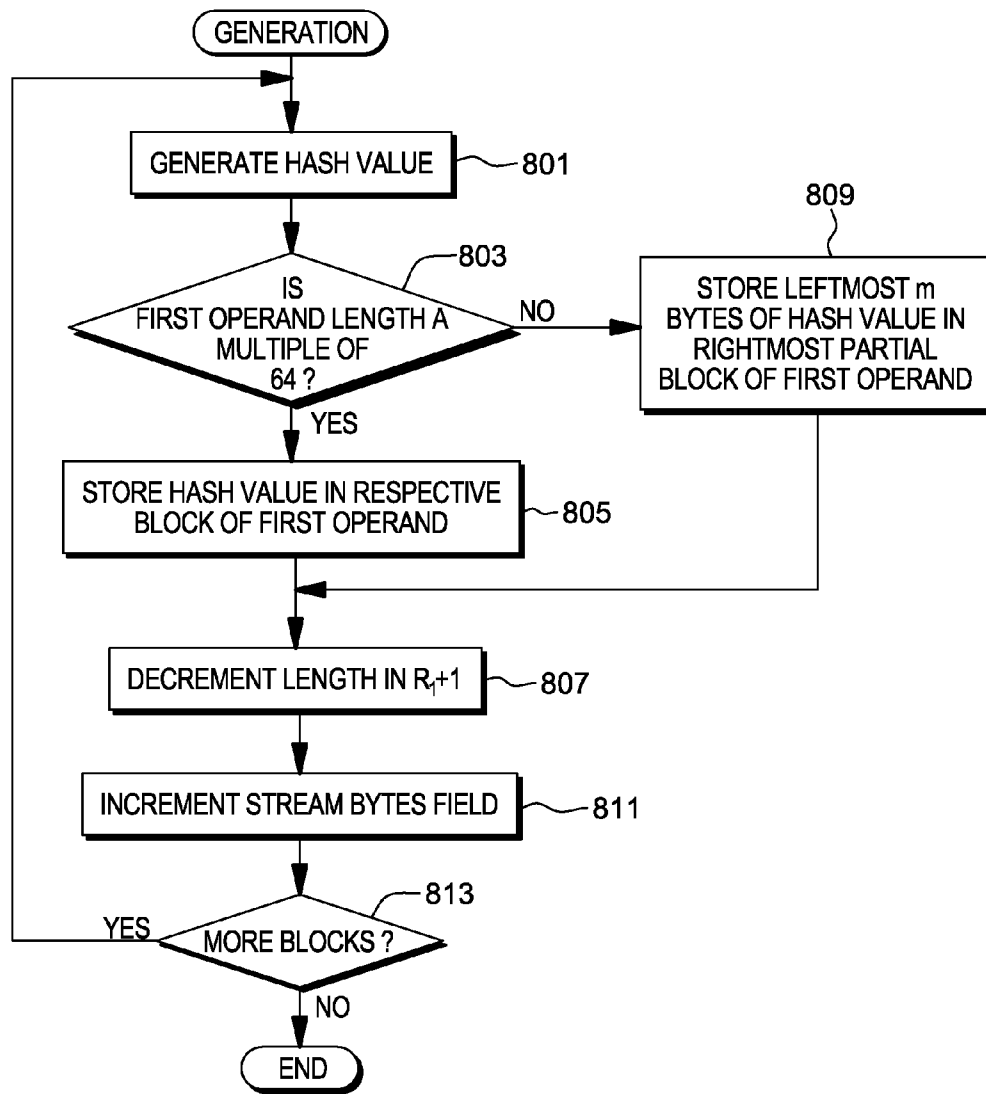 GENERATION
GENERATE HASH VALUE
801
803
IS
FIRST OPERAND LENGTH A
MULTIPLE OF
64 ?
NO
YES
809
STORE LEFTMOST m
BYTES OF HASH VALUE IN
RIGHTMOST PARTIAL
BLOCK OF FIRST OPERAND
STORE HASH VALUE IN RESPECTIVE
BLOCK OF FIRST OPERAND
805
DECREMENT LENGTH IN R₁+1
807
INCREMENT STREAM BYTES FIELD
811
813
MORE BLOCKS ?
YES
NO
END